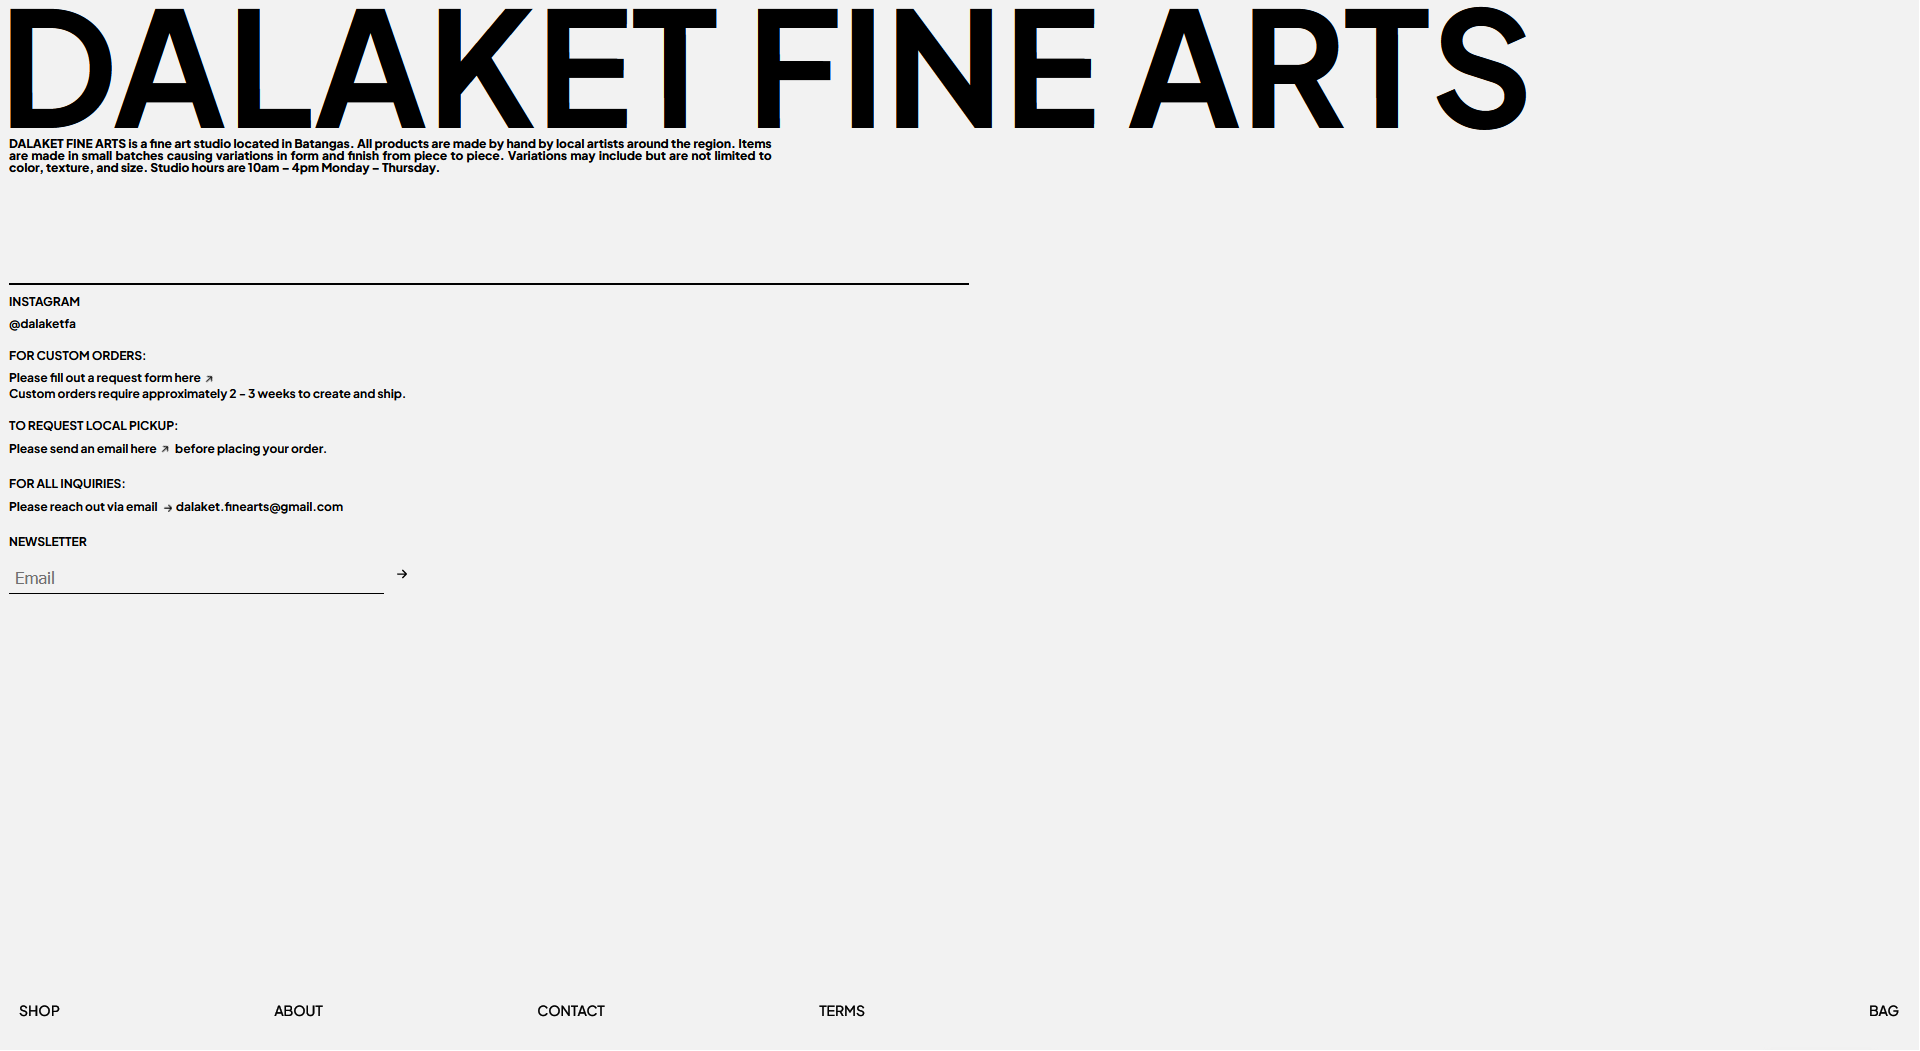 DALAKET FINE ARTS
DALAKET FINE ARTS is a fine art studio located in Batangas. All products are made by hand by local artists around the region. Items
are made in small batches causing variations in form and finish from piece to piece. Variations may include but are not limited to
color, texture, and size. Studio hours are 10am – 4pm Monday – Thursday.
INSTAGRAM
@dalaketfa
FOR CUSTOM ORDERS:
Please fill out a request form here ↗
Custom orders require approximately 2 - 3 weeks to create and ship.
TO REQUEST LOCAL PICKUP:
Please send an email here ↗ before placing your order.
FOR ALL INQUIRIES:
Please reach out via email → dalaket.finearts@gmail.com
NEWSLETTER
Email →
SHOP ABOUT CONTACT TERMS BAG